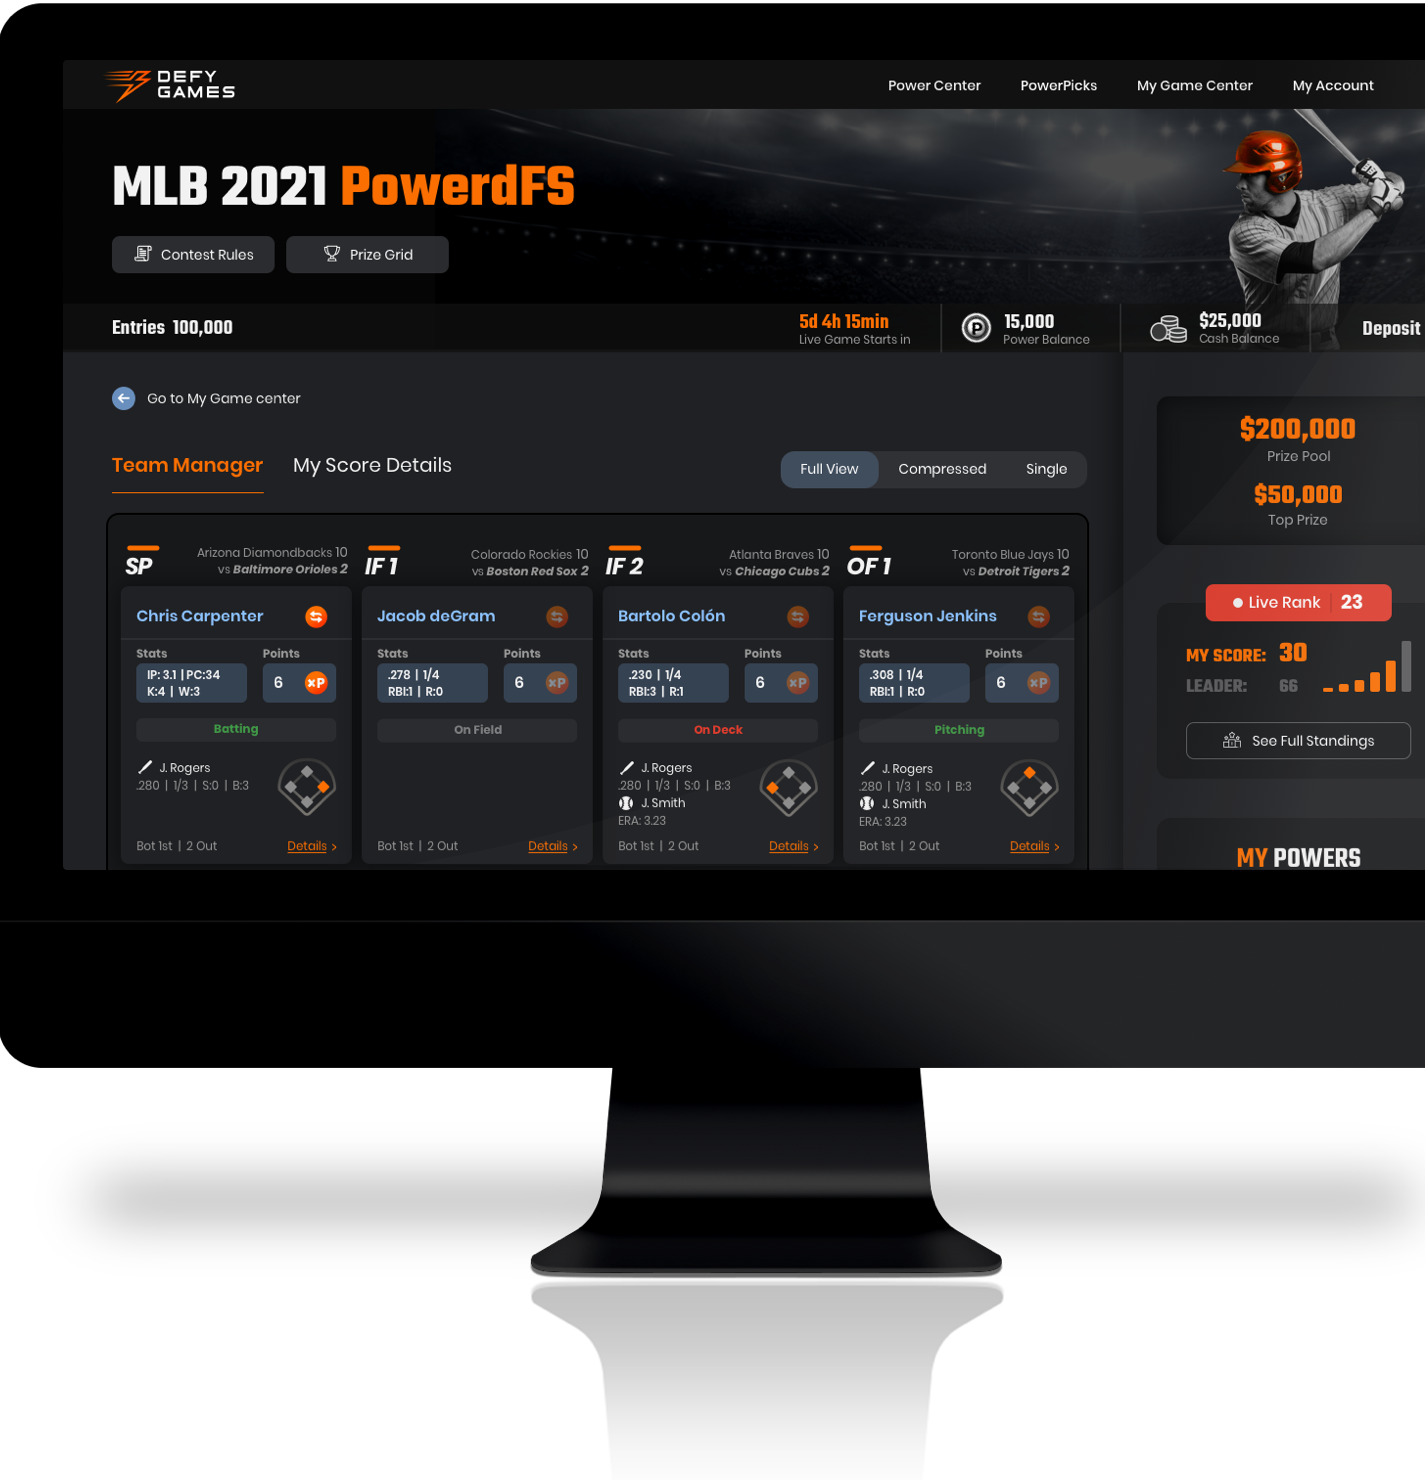 DEFY
GAMES
Power Center
PowerPicks
My Game Center
My Account
MLB 2021 PowerdFS
Contest Rules
Prize Grid
Entries 100,000
5d 4h 15min
Live Game Starts in
P
15,000
Power Balance
$25,000
Cash Balance
Deposit
Go to My Game center
Team Manager
My Score Details
Full View
Compressed
Single
SP
Arizona Diamondbacks 10
vs Baltimore Orioles 2
Chris Carpenter
Stats
Points
IP: 3.1 | PC:34
K:4 | W:3
6
xP
Batting
J. Rogers
.280 | 1/3 | S:0 | B:3
Bot 1st | 2 Out
Details >
IF 1
Colorado Rockies 10
vs Boston Red Sox 2
Jacob deGram
Stats
Points
.278 | 1/4
RBI:1 | R:0
6
xP
On Field
Bot 1st | 2 Out
Details >
IF 2
Atlanta Braves 10
vs Chicago Cubs 2
Bartolo Colón
Stats
Points
.230 | 1/4
RBI:3 | R:1
6
xP
On Deck
J. Rogers
.280 | 1/3 | S:0 | B:3
J. Smith
ERA: 3.23
Bot 1st | 2 Out
Details >
OF 1
Toronto Blue Jays 10
vs Detroit Tigers 2
Ferguson Jenkins
Stats
Points
.308 | 1/4
RBI:1 | R:0
6
xP
Pitching
J. Rogers
.280 | 1/3 | S:0 | B:3
J. Smith
ERA: 3.23
Bot 1st | 2 Out
Details >
$200,000
Prize Pool
$50,000
Top Prize
Live Rank | 23
MY SCORE: 30
LEADER: 66
See Full Standings
MY POWERS